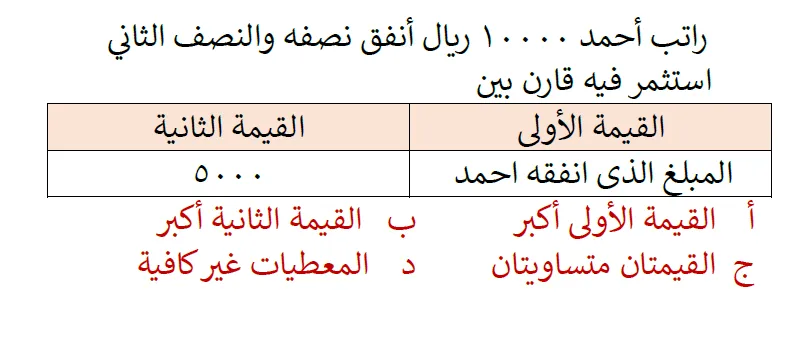 راتب أحمد ١٠٠٠٠ ريال أنفق نصفه والنصف الثاني
استثمر فيه قارن بين
القيمة الأولى القيمة الثانية
المبلغ الذى انفقه احمد ٥٠٠٠
أ القيمة الأولى أكبر ب القيمة الثانية أكبر
ج القيمتان متساويتان د المعطيات غير كافية